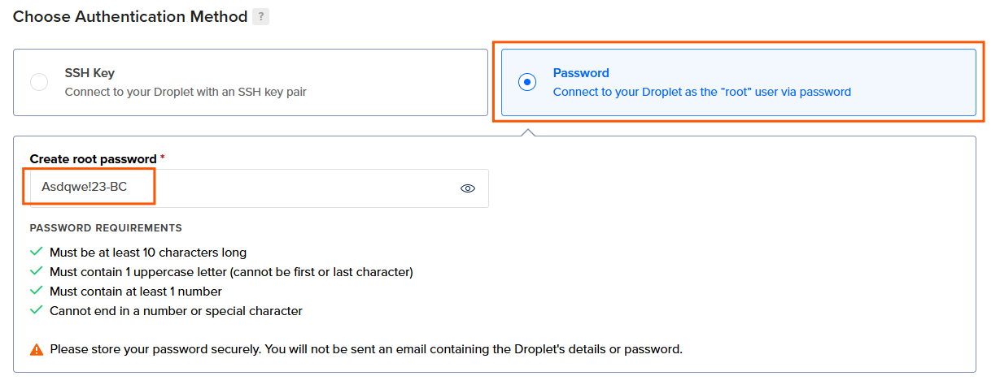 Choose Authentication Method ?
SSH Key
Connect to your Droplet with an SSH key pair
Password
Connect to your Droplet as the “root” user via password
Create root password *
Asdqwe!23-BC
PASSWORD REQUIREMENTS
Must be at least 10 characters long
Must contain 1 uppercase letter (cannot be first or last character)
Must contain at least 1 number
Cannot end in a number or special character
Please store your password securely. You will not be sent an email containing the Droplet's details or password.